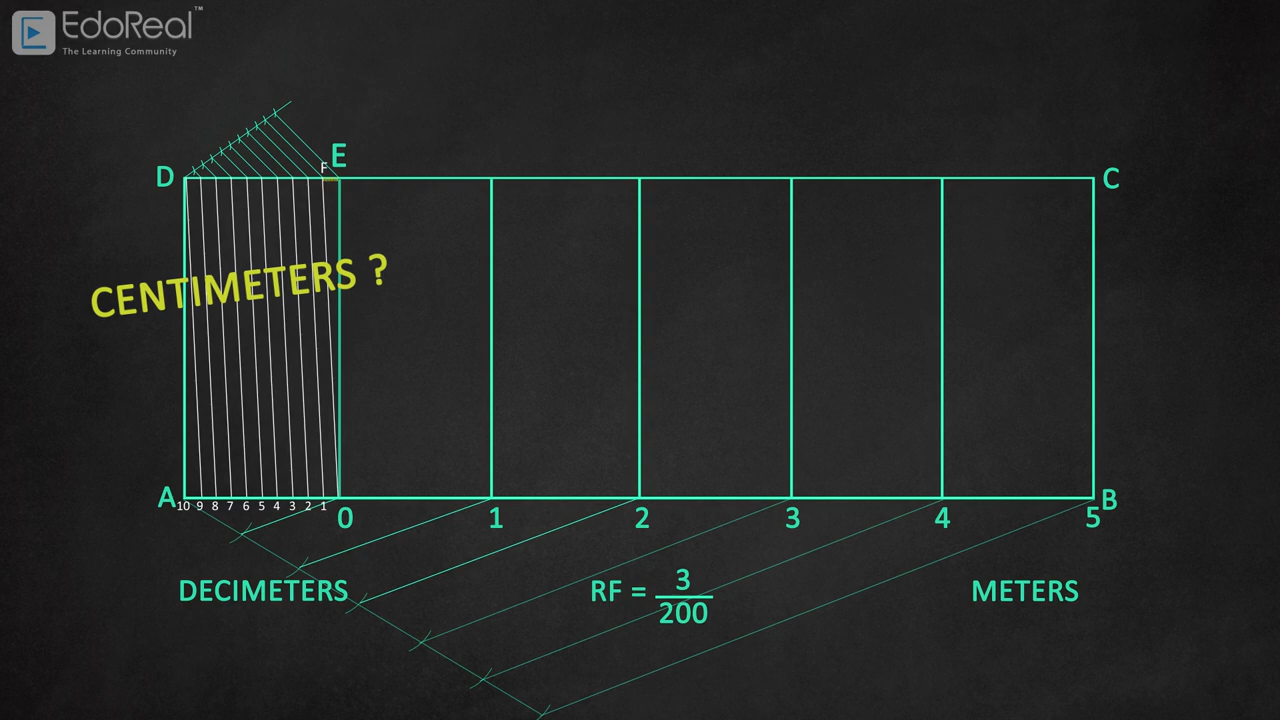 EdoReal™
The Learning Community
E
F
D
C
CENTIMETERS ?
A
B
10 9 8 7 6 5 4 3 2 1
0 1 2 3 4 5
DECIMETERS
RF = 3
200
METERS